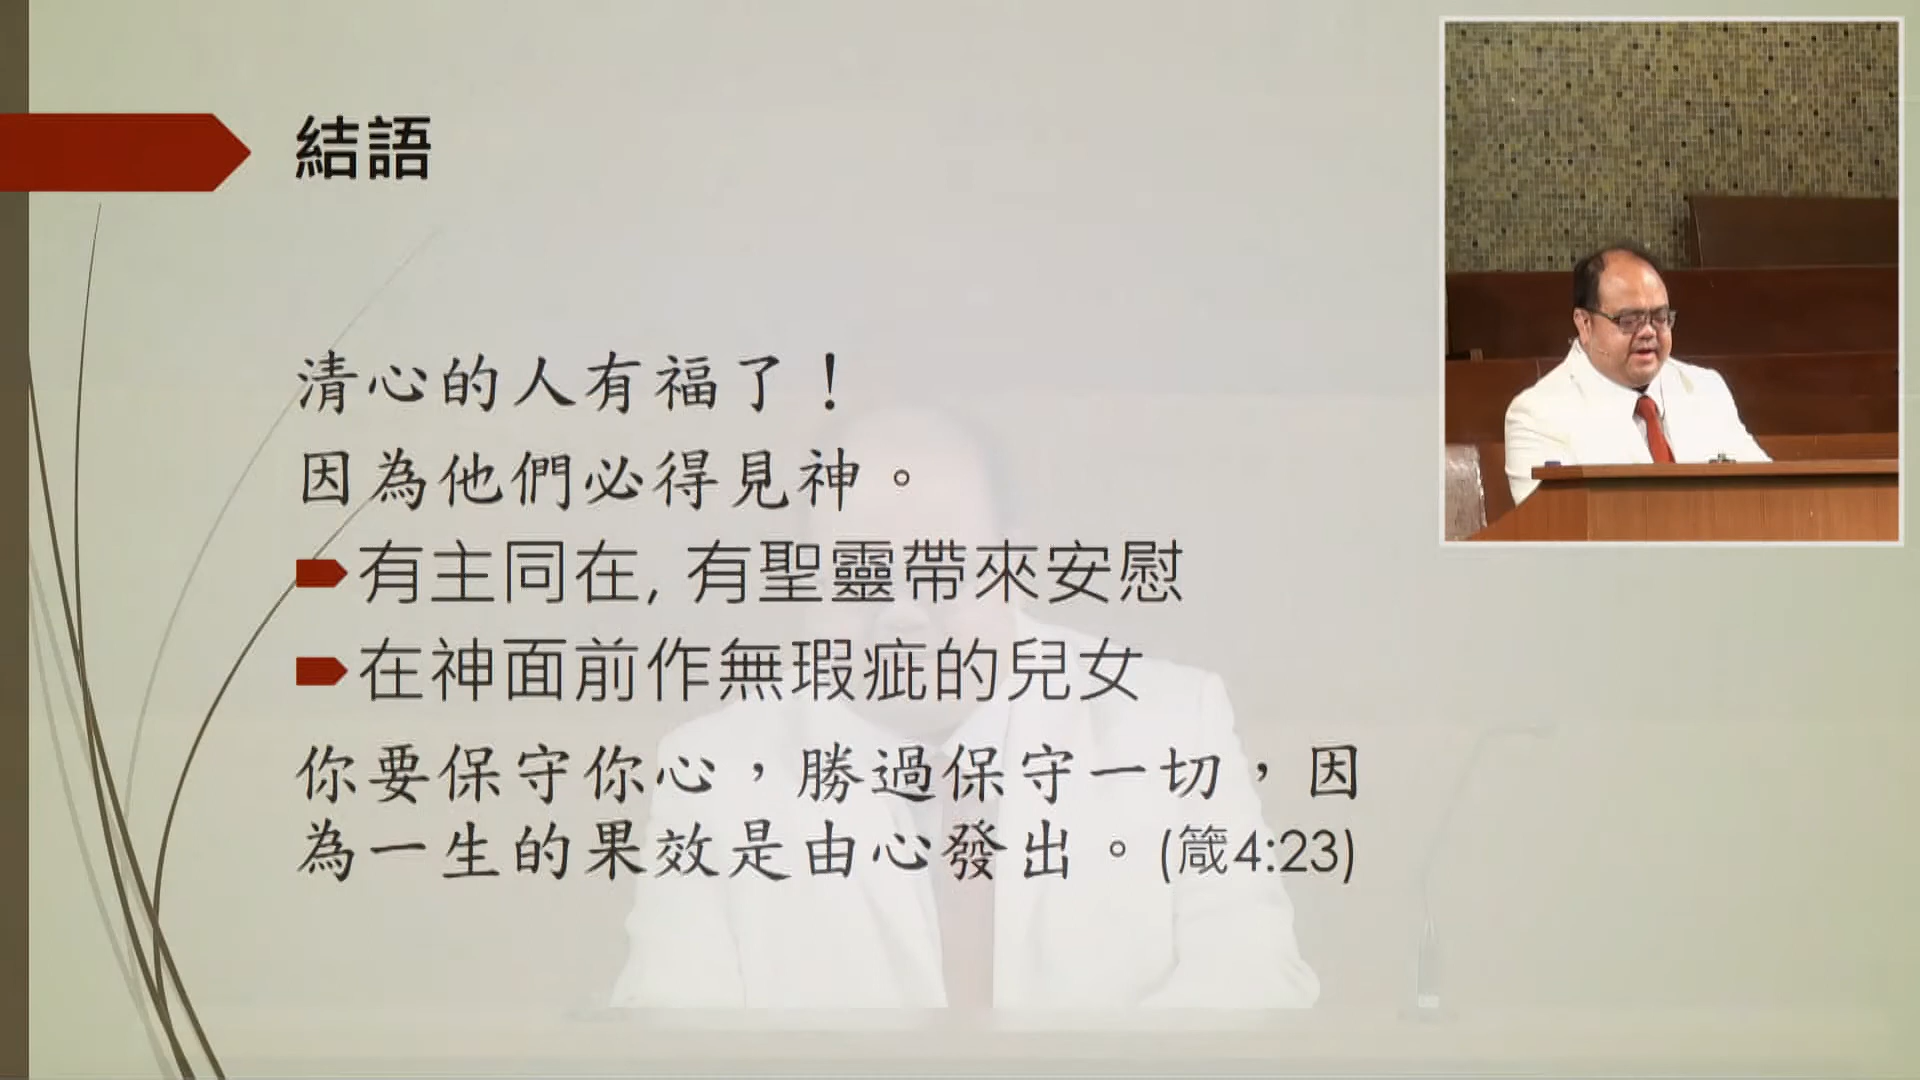 結語
清心的人有福了！
因為他們必得見神。
有主同在, 有聖靈帶來安慰
在神面前作無瑕疵的兒女
你要保守你心，勝過保守一切，因
為一生的果效是由心發出。(箴4:23)